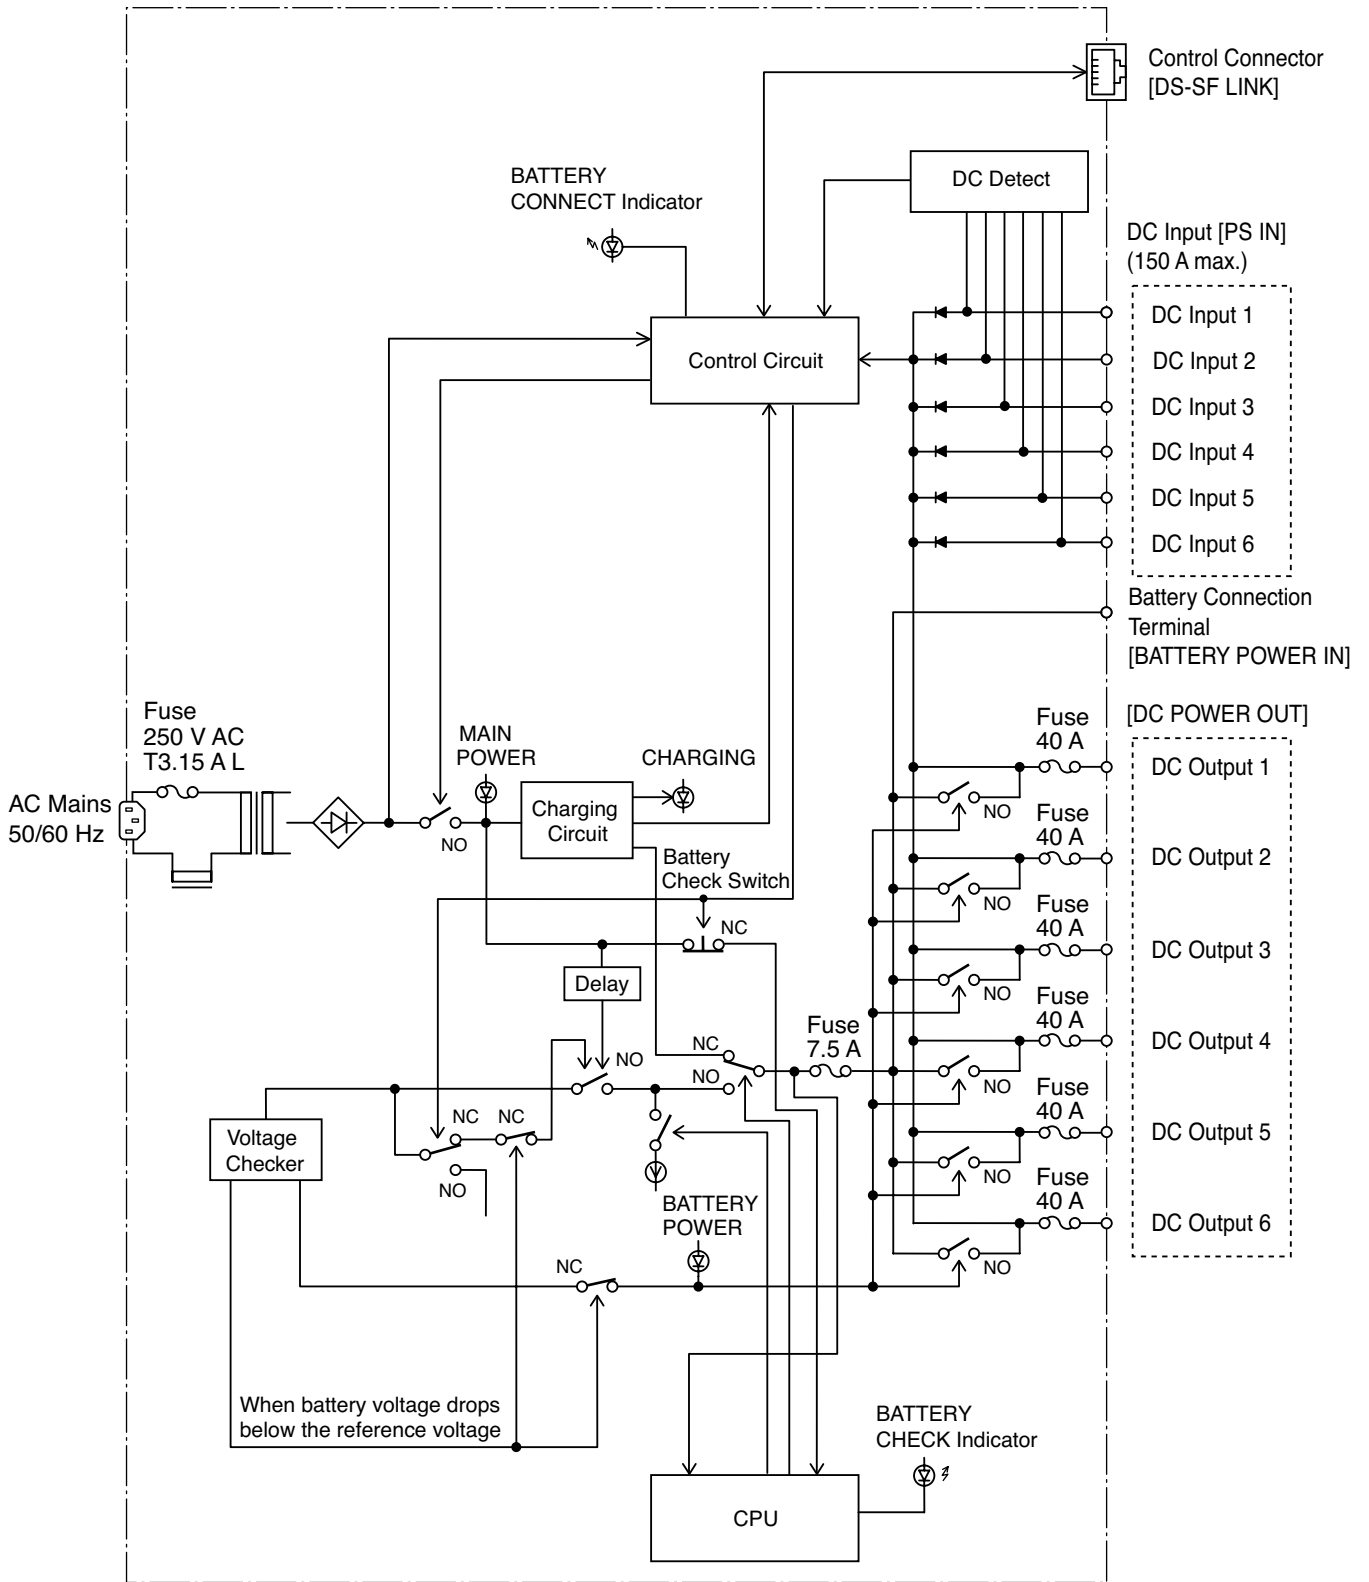 Control Connector
[DS-SF LINK]
DC Detect
BATTERY
CONNECT Indicator
DC Input [PS IN]
(150 A max.)
DC Input 1
Control Circuit
DC Input 2
DC Input 3
DC Input 4
DC Input 5
DC Input 6
Battery Connection
Terminal
[BATTERY POWER IN]
Fuse
250 V AC
T3.15 A L
AC Mains
50/60 Hz
MAIN
POWER
NO
CHARGING
Charging
Circuit
[DC POWER OUT]
Fuse
40 A
DC Output 1
NO
Fuse
40 A
DC Output 2
NO
Fuse
40 A
DC Output 3
NO
Fuse
40 A
DC Output 4
NO
Fuse
40 A
DC Output 5
NO
Fuse
40 A
DC Output 6
NO
Battery
Check Switch
NC
Delay
NO
NC
NO
Fuse
7.5 A
Voltage
Checker
NC
NC
NO
BATTERY
POWER
NC
When battery voltage drops
below the reference voltage
BATTERY
CHECK Indicator
CPU